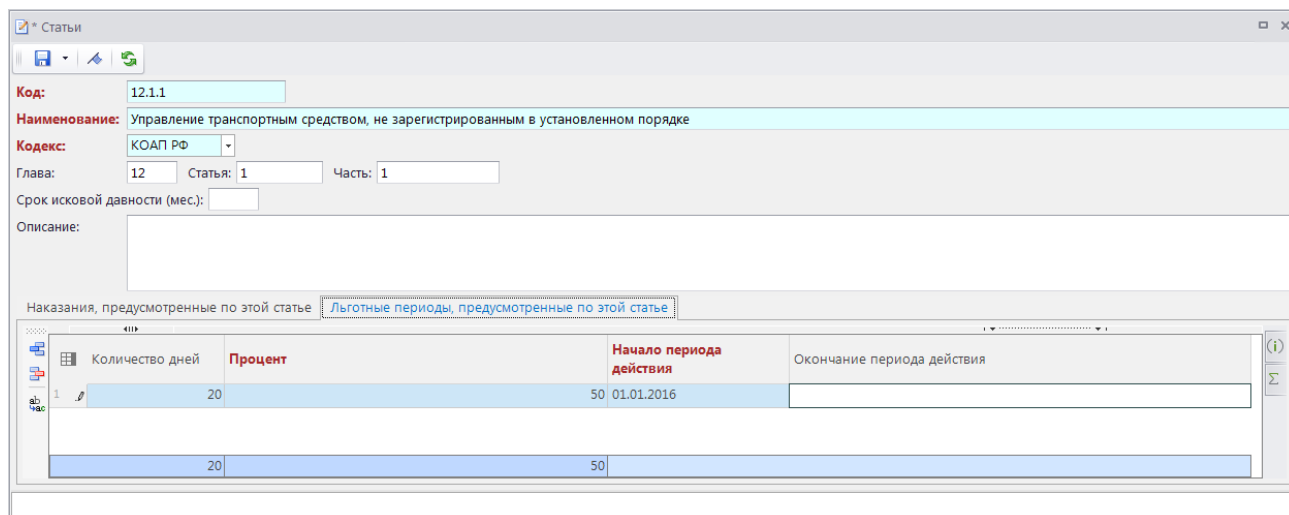 * Статьи
Код: 12.1.1
Наименование: Управление транспортным средством, не зарегистрированным в установленном порядке
Кодекс: КОАП РФ
Глава: 12 Статья: 1 Часть: 1
Срок исковой давности (мес.):
Описание:
Наказания, предусмотренные по этой статье Льготные периоды, предусмотренные по этой статье
Количество дней Процент Начало периода действия Окончание периода действия
1 20 50 01.01.2016
20 50
ab
ac
(i)
Σ